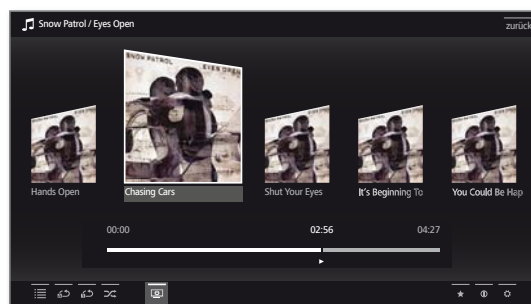 Snow Patrol / Eyes Open
zurück
SNOW PATROL EYES OPEN
Hands Open
Chasing Cars
Shut Your Eyes
It's Beginning To
You Could Be Hap
00:00
02:56
04:27